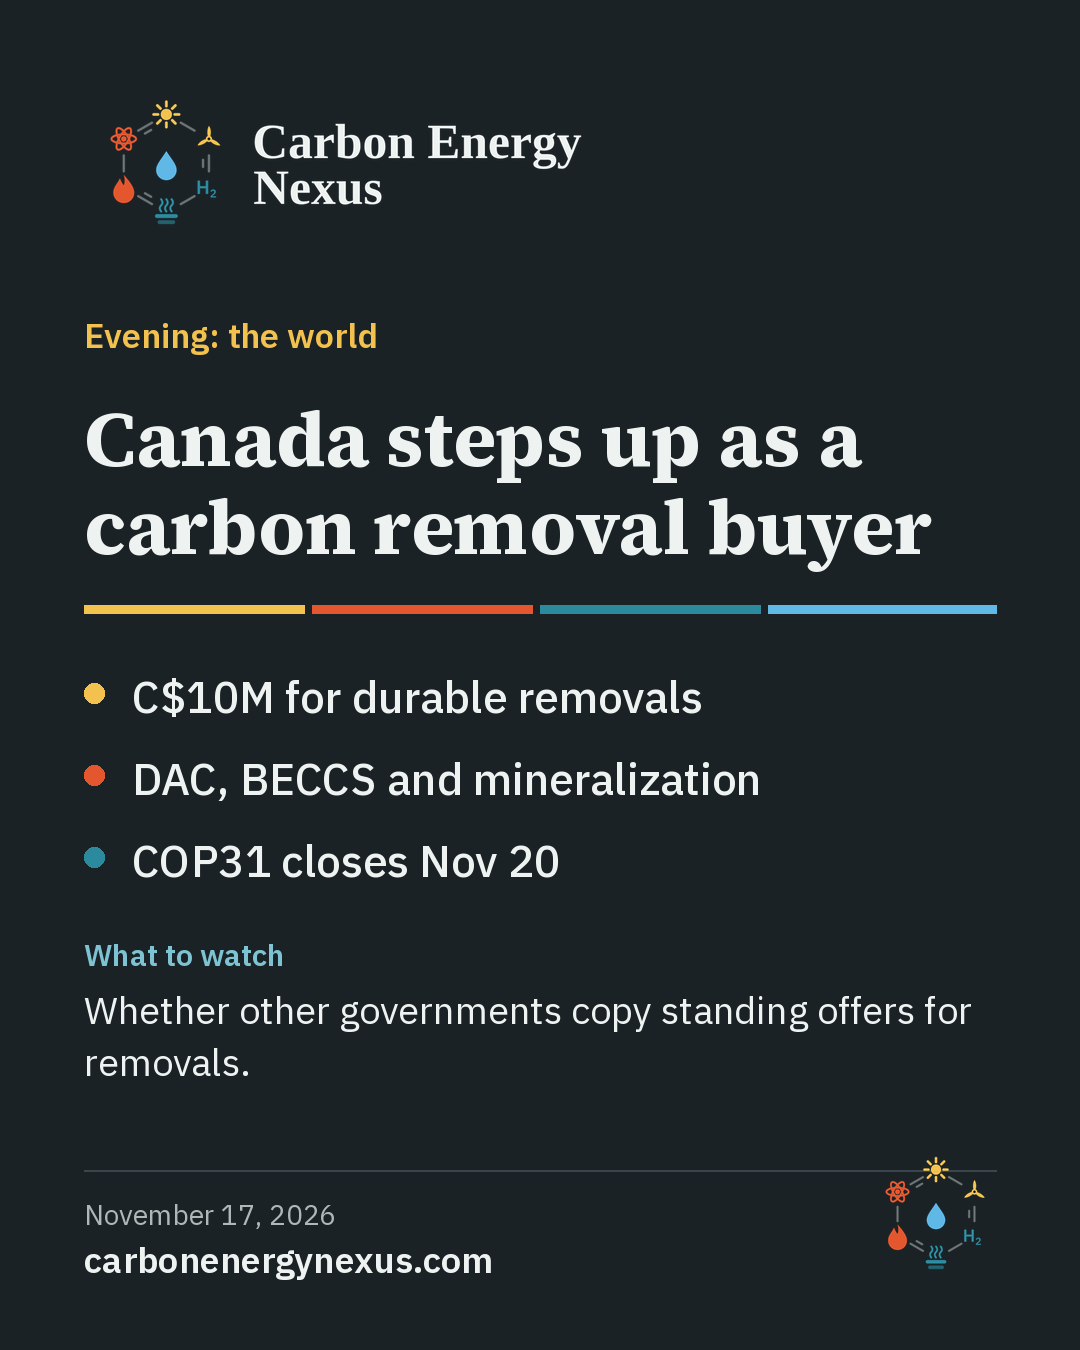 Carbon Energy
Nexus
H₂
Evening: the world
Canada steps up as a
carbon removal buyer
C$10M for durable removals
DAC, BECCS and mineralization
COP31 closes Nov 20
What to watch
Whether other governments copy standing offers for
removals.
November 17, 2026
carbonenergynexus.com
H₂